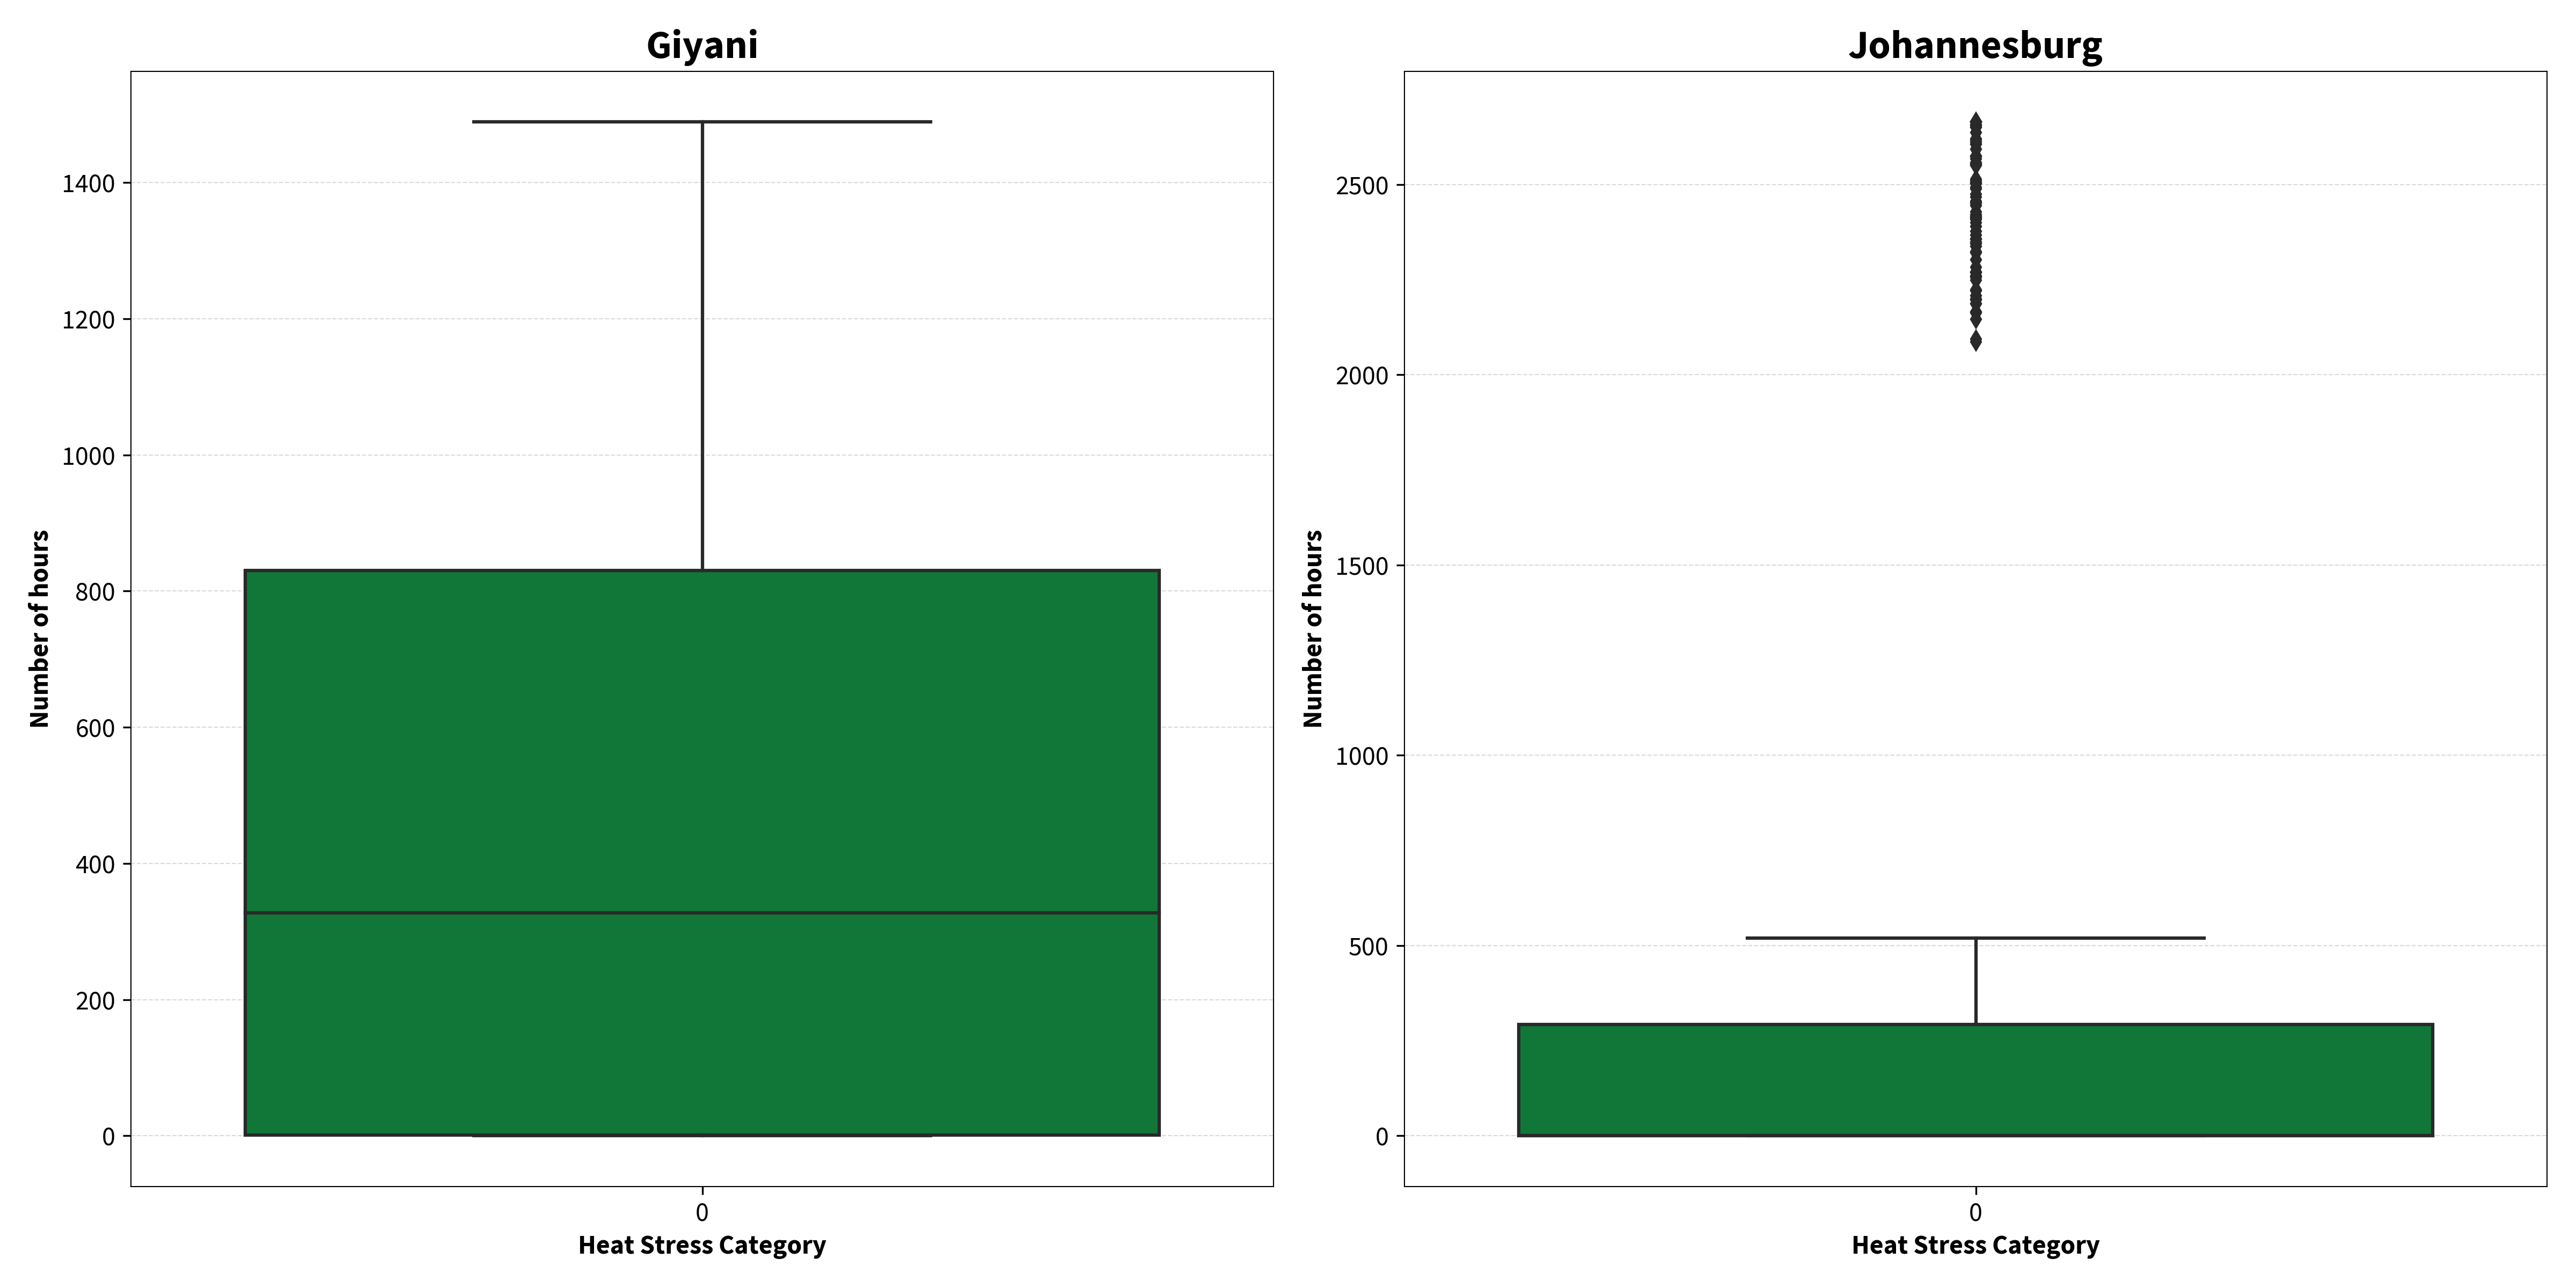 Giyani
Number of hours
1400
1200
1000
800
600
400
200
0
0
Heat Stress Category
Johannesburg
Number of hours
2500
2000
1500
1000
500
0
0
Heat Stress Category